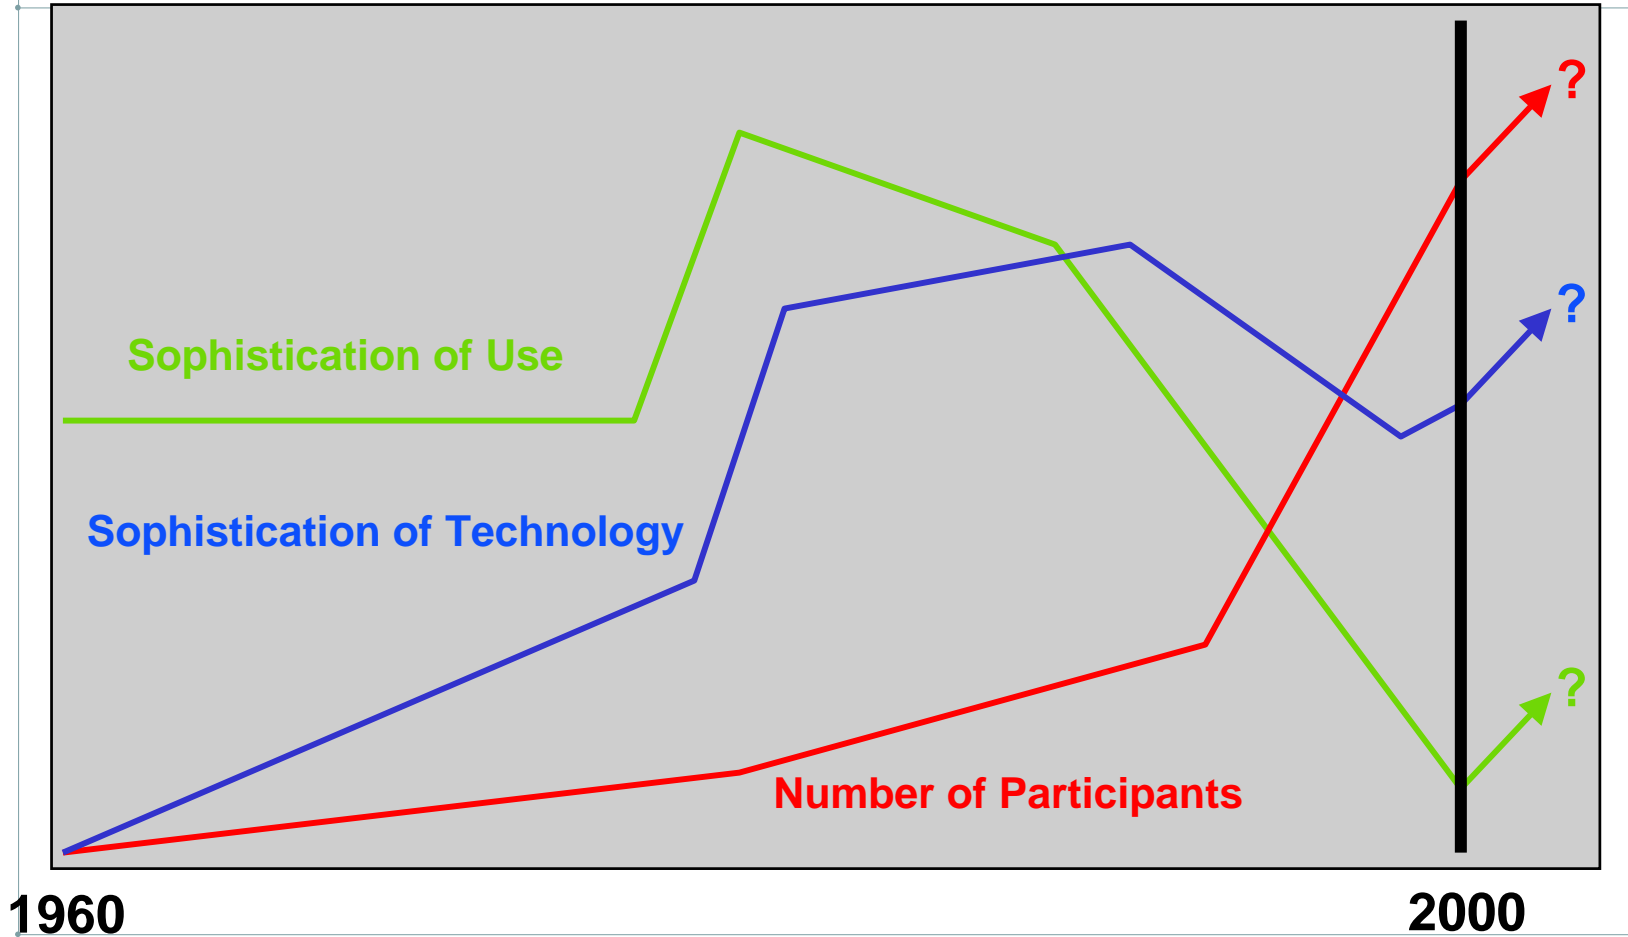 ?
?
Sophistication of Use
Sophistication of Technology
?
Number of Participants
1960
2000